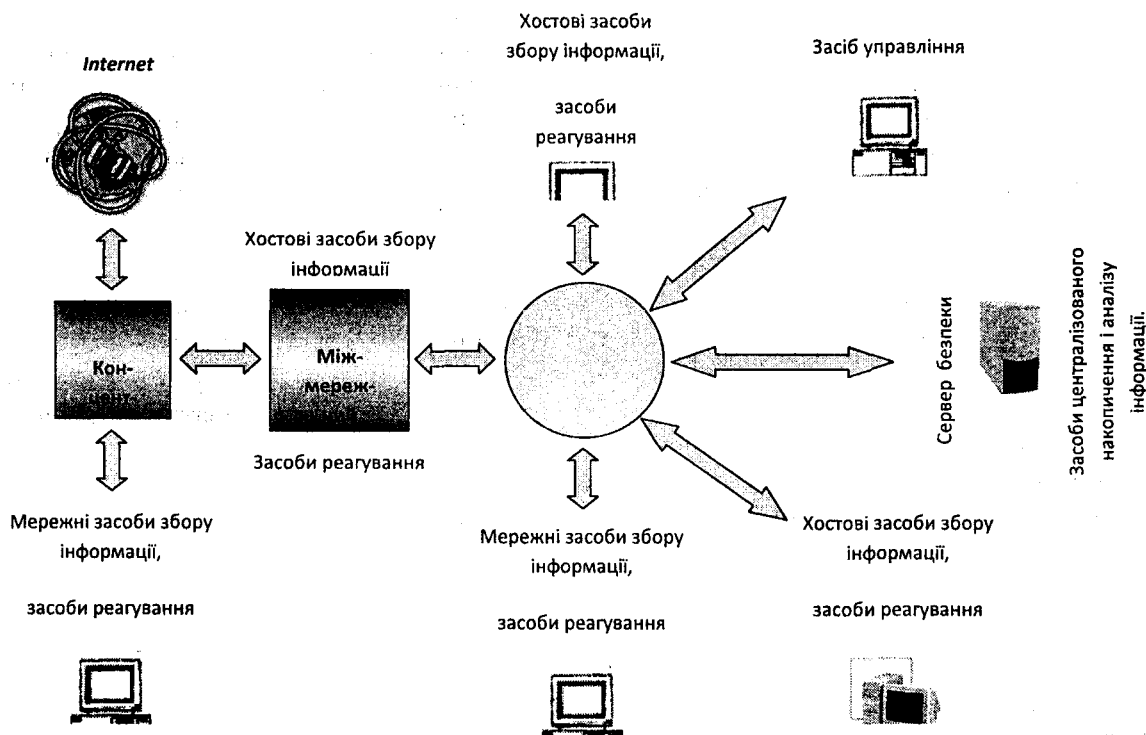 Internet
Хостові засоби
збору інформації,
засоби
реагування
Засіб управління
Хостові засоби збору
інформації
Кон-
Між-
мереж-
Засоби реагування
Сервер безпеки
Засоби централізованого
накопичення і аналізу
інформації.
Мережні засоби збору
інформації,
засоби реагування
Мережні засоби збору
інформації,
засоби реагування
Хостові засоби збору
інформації,
засоби реагування